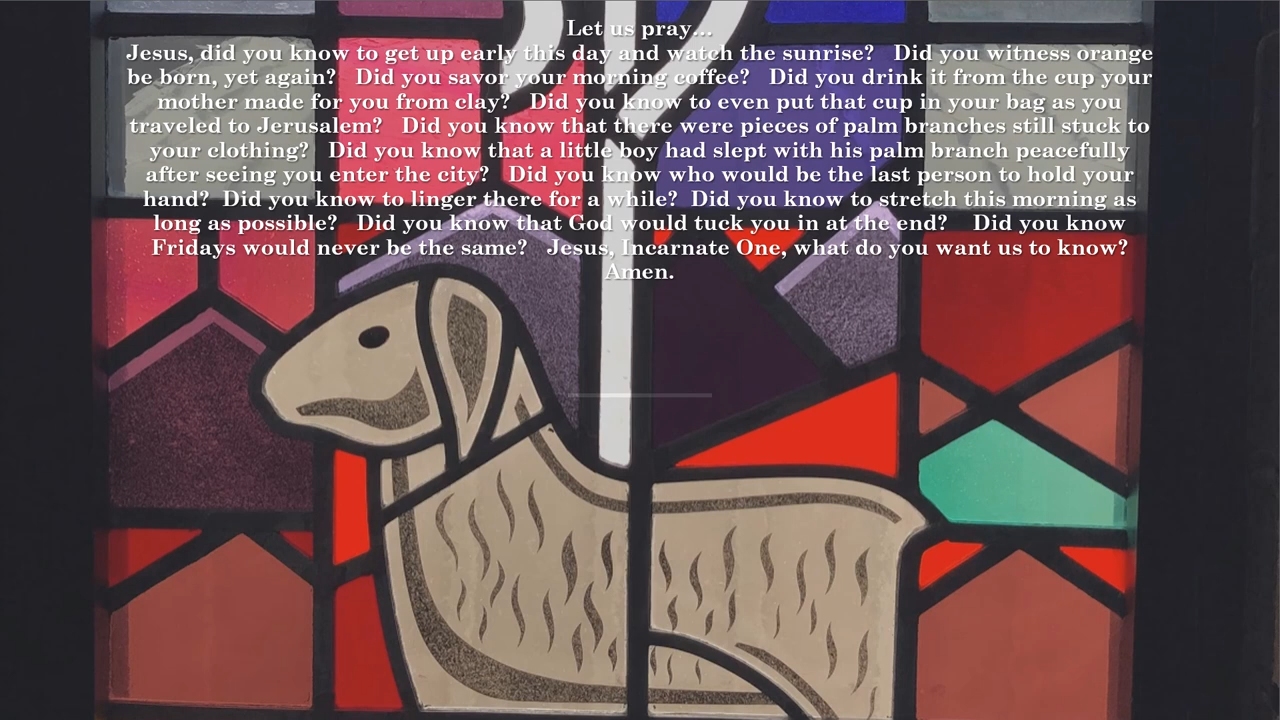 Let us pray...
Jesus, did you know to get up early this day and watch the sunrise?   Did you witness orange
be born, yet again?   Did you savor your morning coffee?   Did you drink it from the cup your
mother made for you from clay?   Did you know to even put that cup in your bag as you
traveled to Jerusalem?   Did you know that there were pieces of palm branches still stuck to
your clothing?   Did you know that a little boy had slept with his palm branch peacefully
after seeing you enter the city?   Did you know who would be the last person to hold your
hand?  Did you know to linger there for a while?  Did you know to stretch this morning as
long as possible?   Did you know that God would tuck you in at the end?    Did you know
Fridays would never be the same?   Jesus, Incarnate One, what do you want us to know?
Amen.